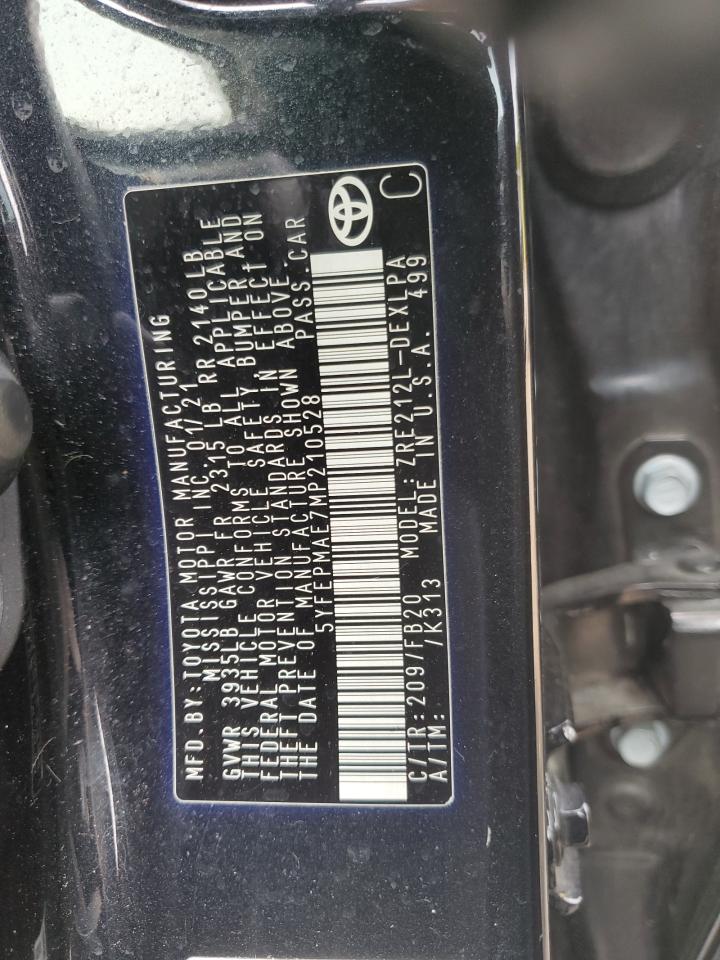 MFD.BY:TOYOTA MOTOR MANUFACTURING
MISSISSIPPI INC. 01/21
GVWR 3935LB GAWR FR 2315 LB RR 2140LB
THIS VEHICLE CONFORMS TO ALL APPLICABLE
FEDERAL MOTOR VEHICLE SAFETY, BUMPER, AND
THEFT PREVENTION STANDARDS IN EFFECT ON
THE DATE OF MANUFACTURE SHOWN ABOVE.
5YFEPMAE7MP210528 PASS.CAR
C/TR:209/FB20 MODEL:ZRE212L-DEXLPA
A/TM: /K313 MADE IN U.S.A. 499
C